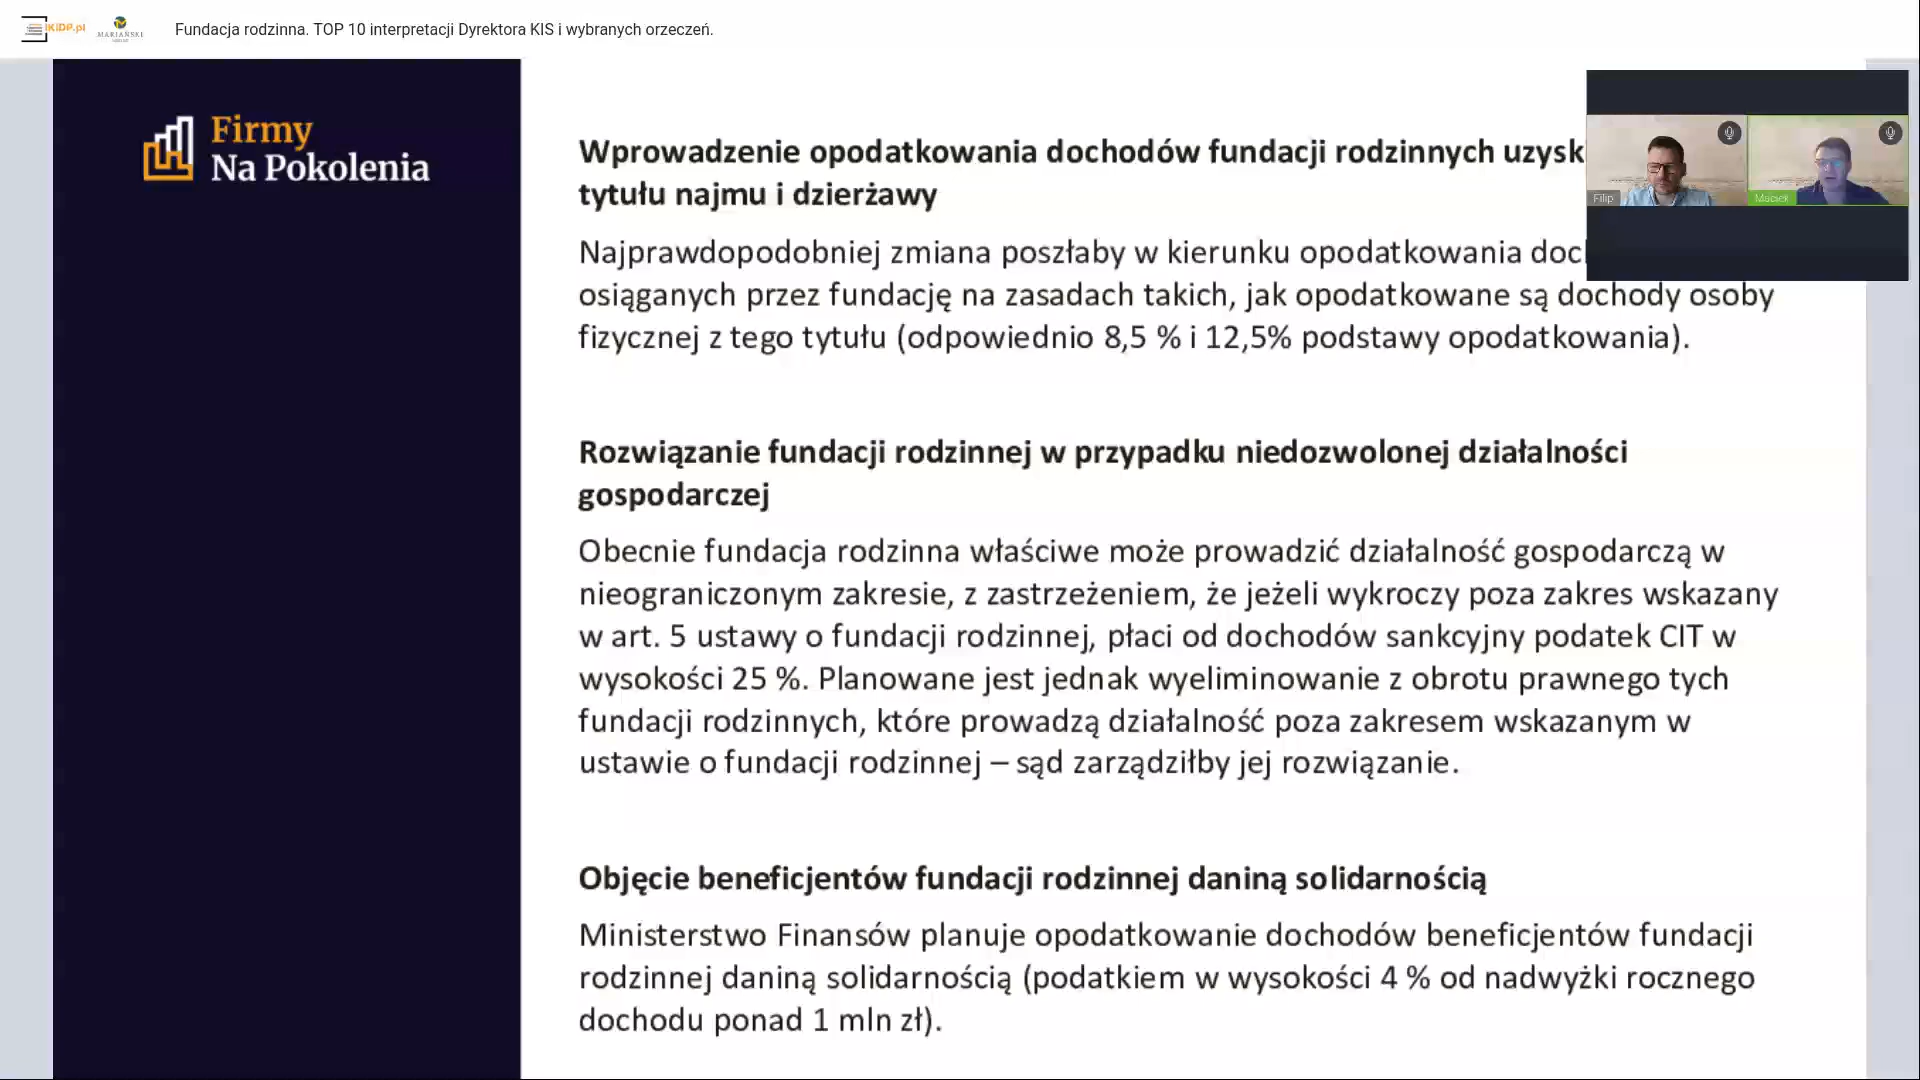 iKIDP.pl
MARIAŃSKI
Fundacja rodzinna. TOP 10 interpretacji Dyrektora KIS i wybranych orzeczeń.
Firmy
Na Pokolenia
Wprowadzenie opodatkowania dochodów fundacji rodzinnych uzysk
tytułu najmu i dzierżawy
Najprawdopodobniej zmiana poszłaby w kierunku opodatkowania doc
osiąganych przez fundację na zasadach takich, jak opodatkowane są dochody osoby
fizycznej z tego tytułu (odpowiednio 8,5 % i 12,5% podstawy opodatkowania).
Filip
Maciek
Rozwiązanie fundacji rodzinnej w przypadku niedozwolonej działalności
gospodarczej
Obecnie fundacja rodzinna właściwe może prowadzić działalność gospodarczą w
nieograniczonym zakresie, z zastrzeżeniem, że jeżeli wykroczy poza zakres wskazany
w art. 5 ustawy o fundacji rodzinnej, płaci od dochodów sankcyjny podatek CIT w
wysokości 25 %. Planowane jest jednak wyeliminowanie z obrotu prawnego tych
fundacji rodzinnych, które prowadzą działalność poza zakresem wskazanym w
ustawie o fundacji rodzinnej – sąd zarządziłby jej rozwiązanie.
Objęcie beneficjentów fundacji rodzinnej daniną solidarnością
Ministerstwo Finansów planuje opodatkowanie dochodów beneficjentów fundacji
rodzinnej daniną solidarnością (podatkiem w wysokości 4 % od nadwyżki rocznego
dochodu ponad 1 mln zł).